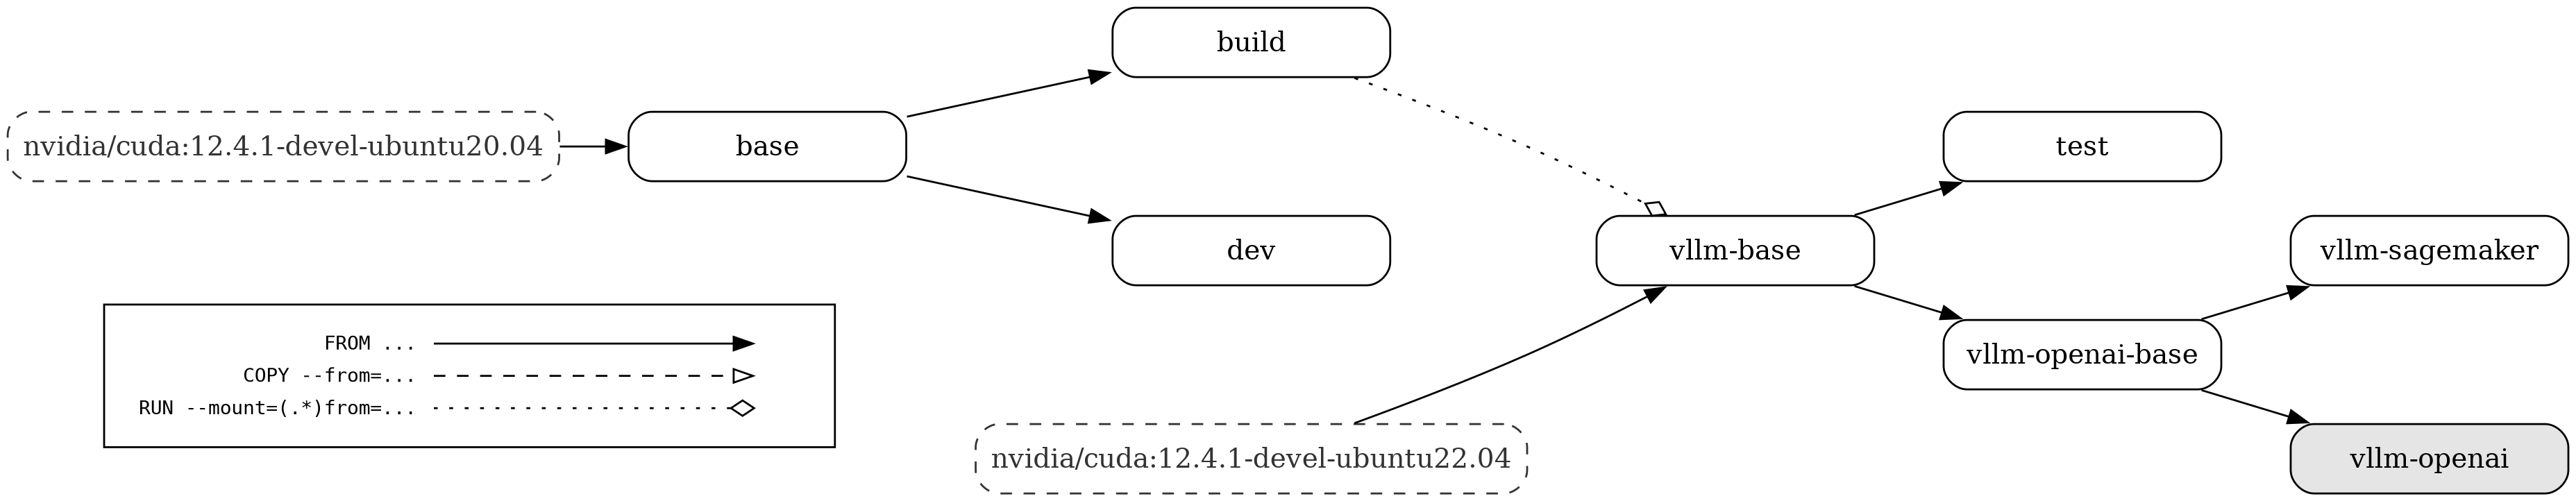 build
nvidia/cuda:12.4.1-devel-ubuntu20.04
base
test
dev
vllm-base
vllm-sagemaker
FROM ...
COPY --from=...
RUN --mount=(.*)from=...
vllm-openai-base
nvidia/cuda:12.4.1-devel-ubuntu22.04
vllm-openai